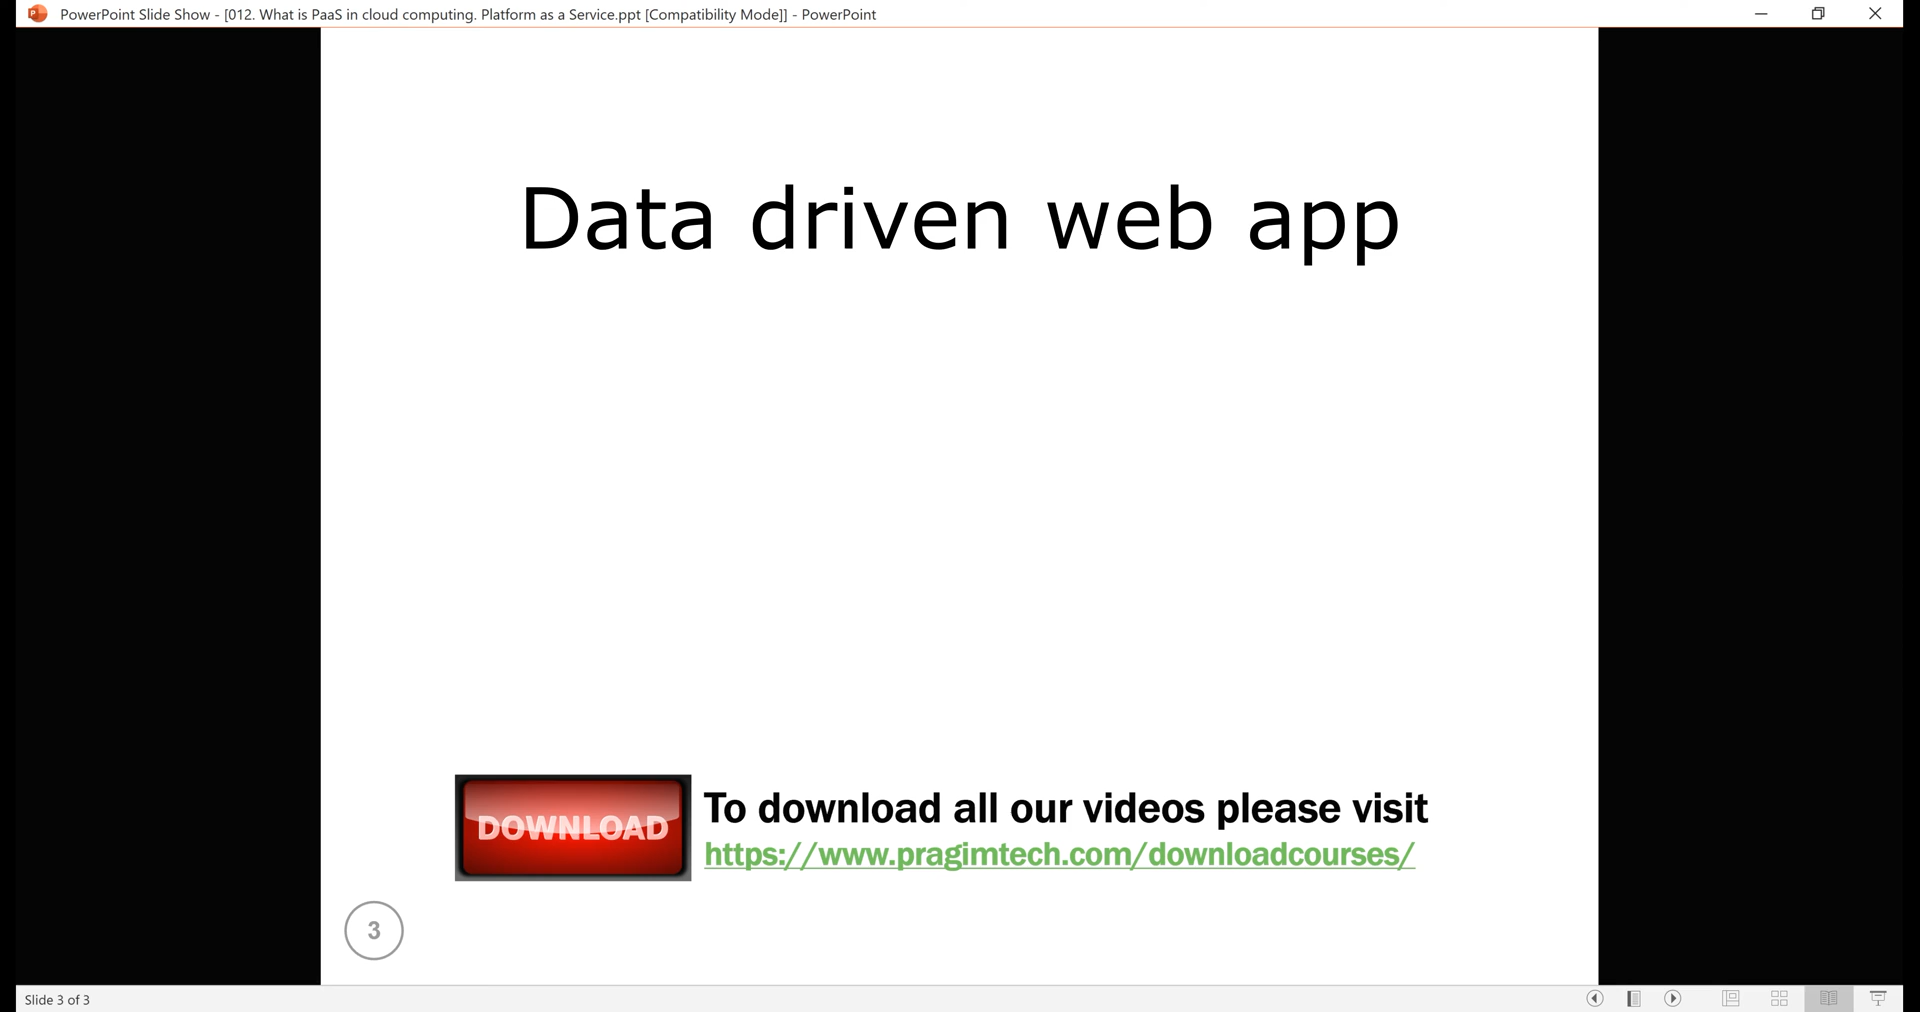 PowerPoint Slide Show - [012. What is PaaS in cloud computing. Platform as a Service.ppt [Compatibility Mode]] - PowerPoint
Data driven web app
DOWNLOAD
To download all our videos please visit
https://www.pragimtech.com/downloadcourses/
3
Slide 3 of 3